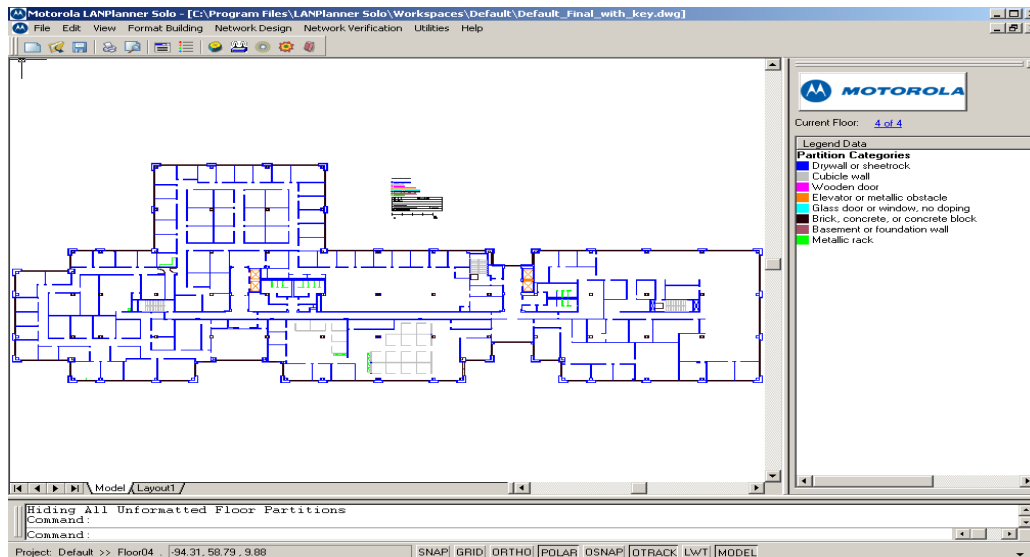 Motorola LANPlanner Solo - [C:\Program Files\LANPlanner Solo\Workspaces\Default\Default_Final_with_key.dwg]
File Edit View Format Building Network Design Network Verification Utilities Help
MOTOROLA
Current Floor: 4 of 4
Legend Data
Partition Categories
Drywall or sheetrock
Cubicle wall
Wooden door
Elevator or metallic obstacle
Glass door or window, no doping
Brick, concrete, or concrete block
Basement or foundation wall
Metallic rack
Model Layout1
Hiding All Unformatted Floor Partitions
Command:
Command:
Project: Default >> Floor04 -94.31, 58.79 , 9.88 SNAP GRID ORTHO POLAR OSNAP OTRACK LWT MODEL